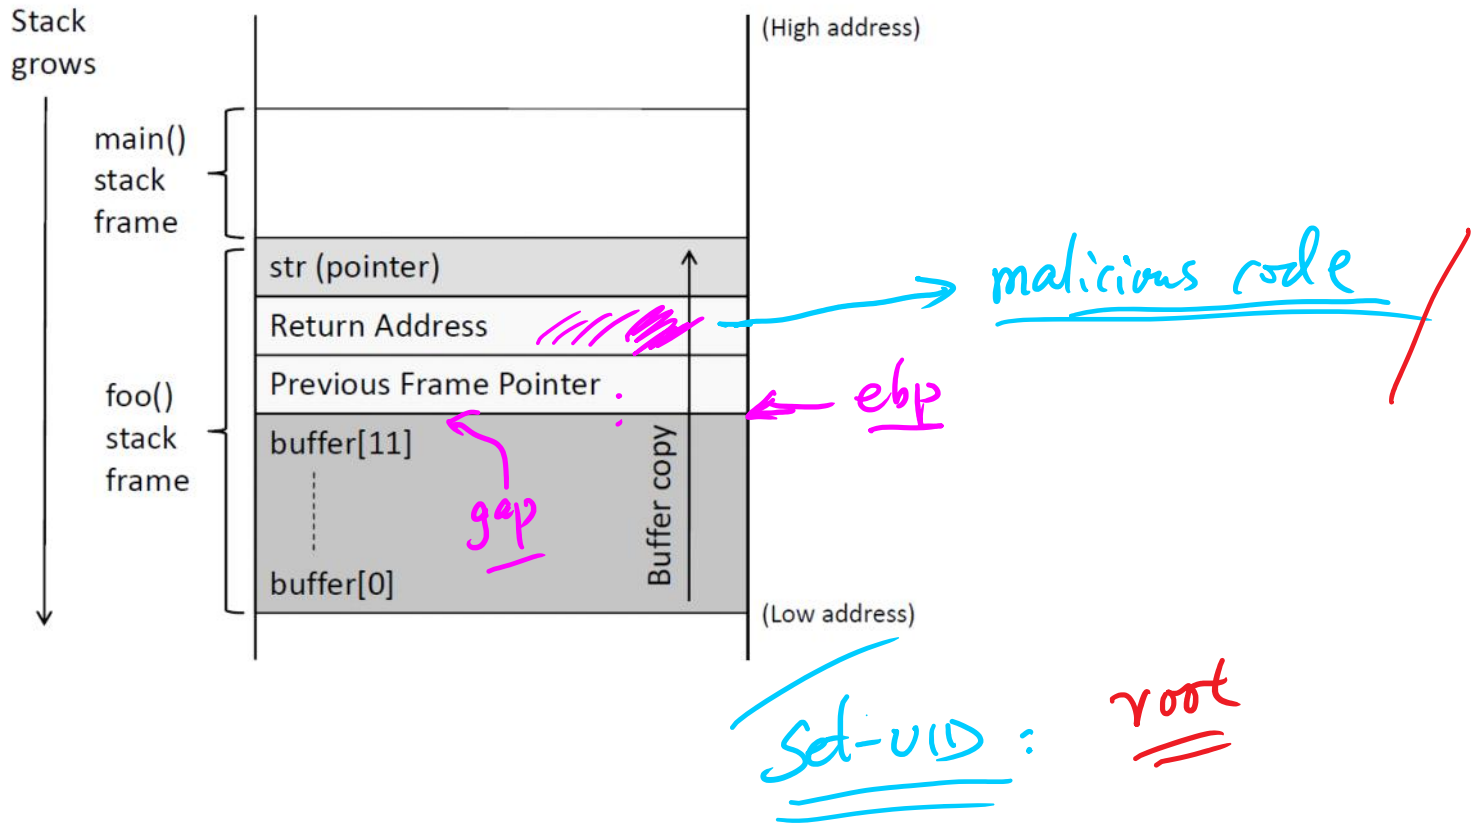 Stack
grows
(High address)
main()
stack
frame
str (pointer)
malicious code
Return Address
Previous Frame Pointer
ebp
foo()
stack
frame
buffer[11]
gap
Buffer copy
buffer[0]
(Low address)
Set-UID : root